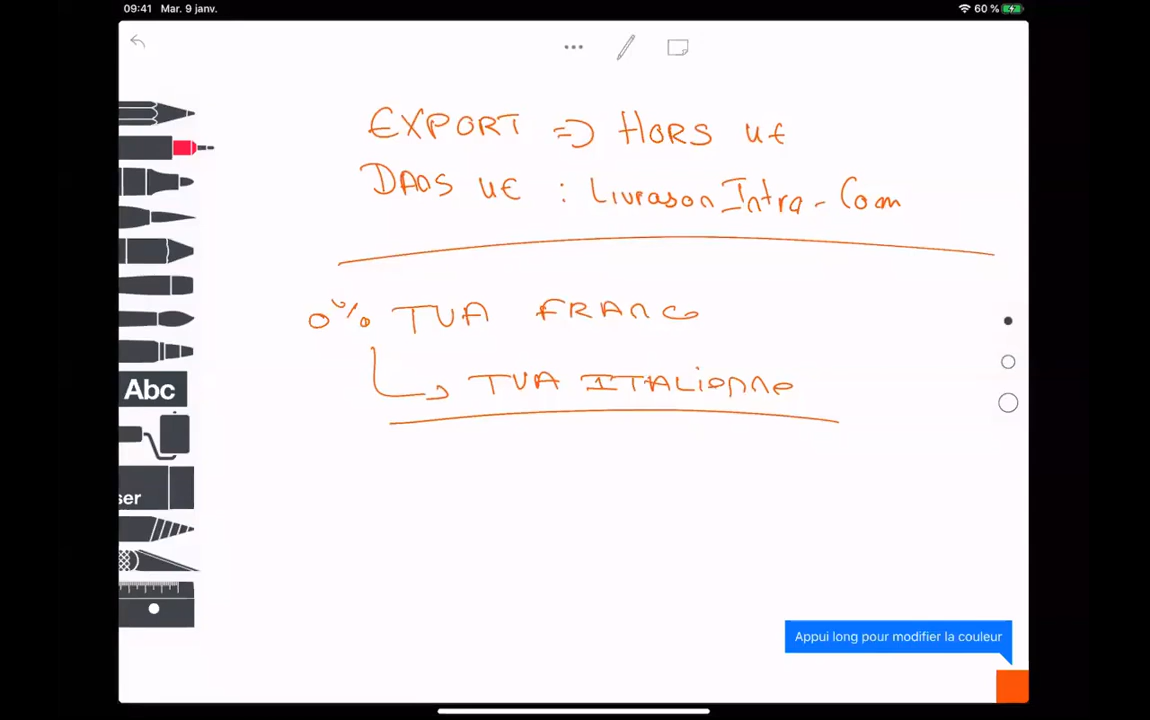 09:41 Mar. 9 janv. 60 %
EXPORT => HORS UE
DANS UE : Livrason Intra-Com
0% TVA FRANCE
TVA ITALIENNE
Abc
ser
Appui long pour modifier la couleur